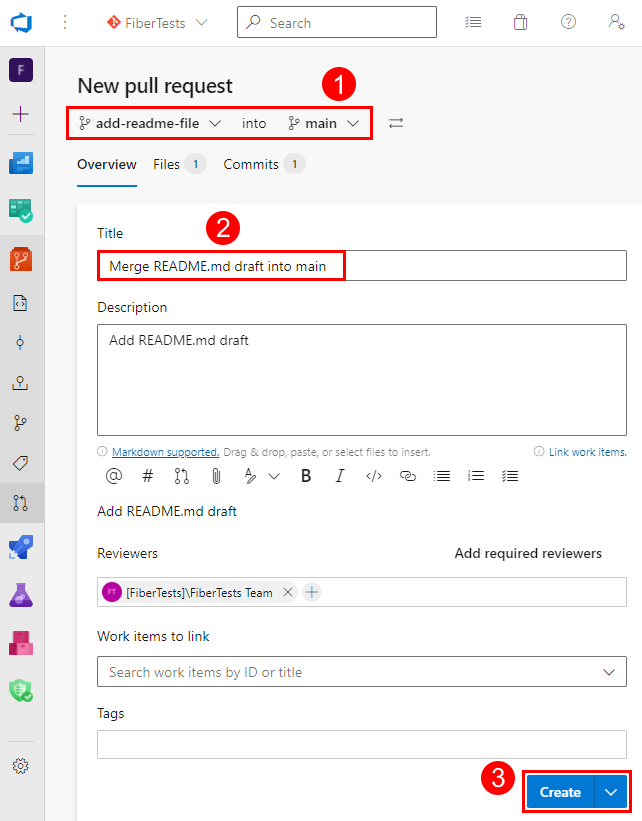 FiberTests
Search
F
New pull request
1
add-readme-file into main
Overview Files 1 Commits 1
2
Title
Merge README.md draft into main
Description
Add README.md draft
Markdown supported. Drag & drop, paste, or select files to insert. Link work items.
@ # B I </>
Add README.md draft
Reviewers Add required reviewers
FT [FiberTests]\FiberTests Team
Work items to link
Search work items by ID or title
Tags
3
Create